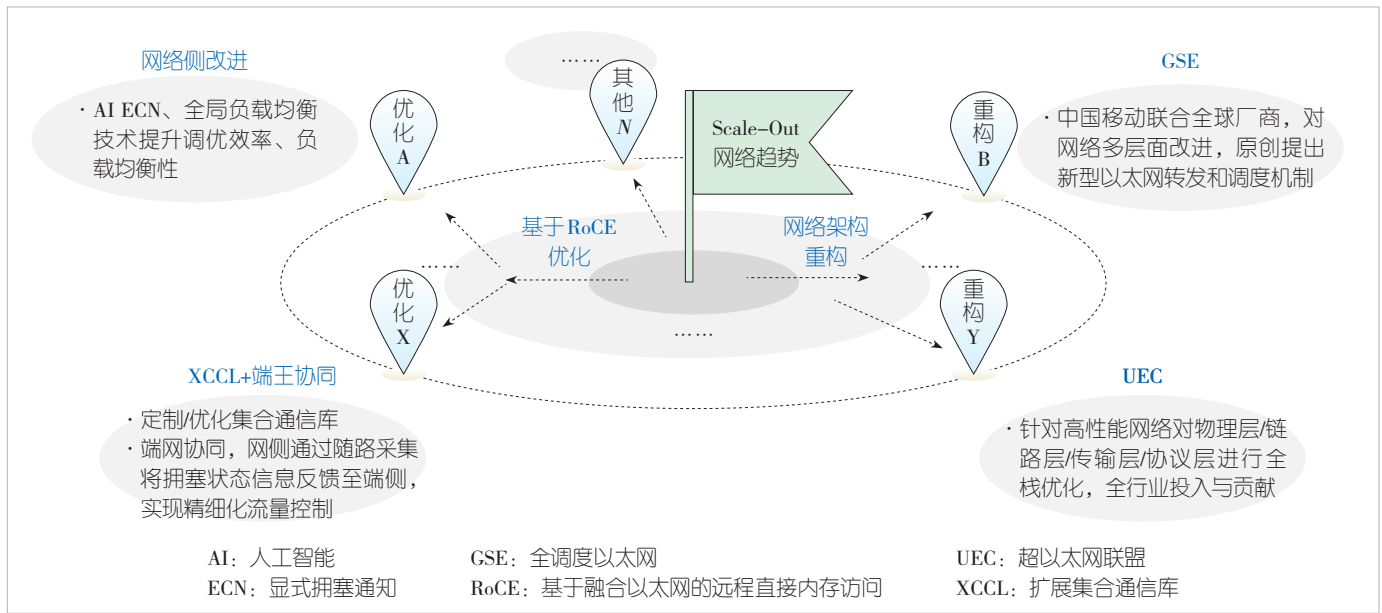 网络侧改进
· AI ECN、全局负载均衡
技术提升调优效率、负
载均衡性
优化A
……
其他N
Scale-Out
网络趋势
重构B
GSE
· 中国移动联合全球厂商，对
网络多层面改进，原创提出
新型以太网转发和调度机制
基于RoCE
优化
网络架构
重构
……
……
……
优化X
重构Y
XCCL+端王协同
· 定制/优化集合通信库
· 端网协同，网侧通过随路采集
将拥塞状态信息反馈至端侧，
实现精细化流量控制
UEC
· 针对高性能网络对物理层/链
路层/传输层/协议层进行全
栈优化，全行业投入与贡献
AI：人工智能 GSE：全调度以太网 UEC：超以太网联盟
ECN：显式拥塞通知 RoCE：基于融合以太网的远程直接内存访问 XCCL：扩展集合通信库